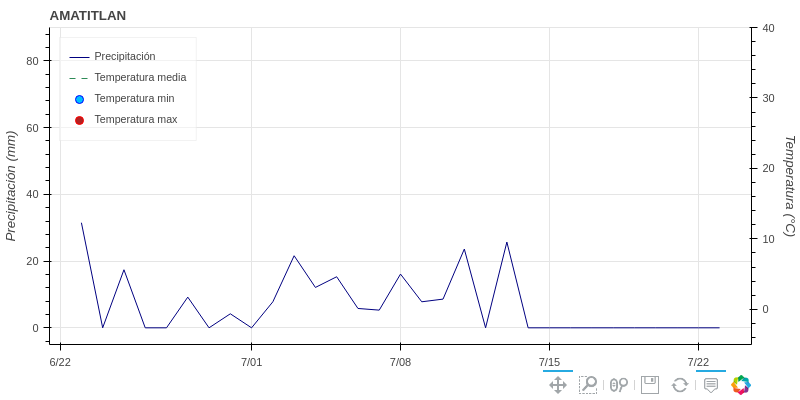 AMATITLAN
Precipitación
Temperatura media
Temperatura min
Temperatura max
Precipitación (mm)
80
60
40
20
0
Temperatura (°C)
40
30
20
10
0
6/22
7/01
7/08
7/15
7/22